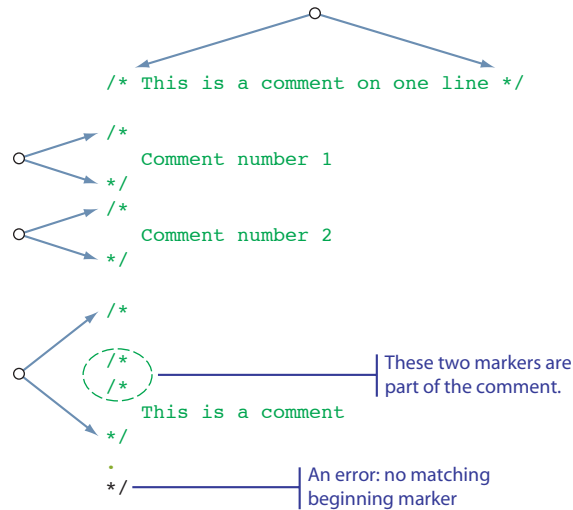 /* This is a comment on one line */
/*
Comment number 1
*/
/*
Comment number 2
*/
/*
/*
/*
These two markers are
part of the comment.
This is a comment
*/
.
*/
An error: no matching
beginning marker